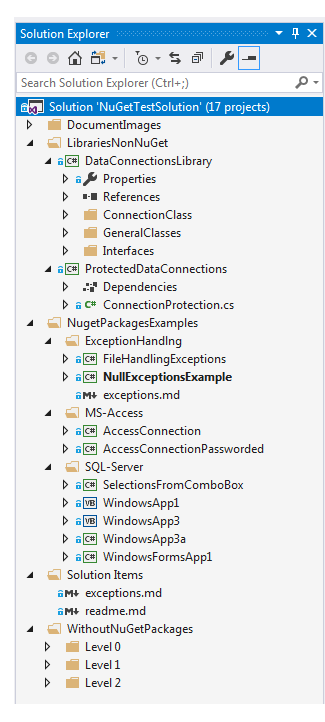 Solution Explorer
Search Solution Explorer (Ctrl+;)
Solution 'NuGetTestSolution' (17 projects)
DocumentImages
LibrariesNonNuGet
C# DataConnectionsLibrary
Properties
References
ConnectionClass
GeneralClasses
Interfaces
C# ProtectedDataConnections
Dependencies
C# ConnectionProtection.cs
NugetPackagesExamples
ExceptionHandlng
C# FileHandlingExceptions
C# NullExceptionsExample
M↓ exceptions.md
MS-Access
C# AccessConnection
C# AccessConnectionPassworded
SQL-Server
C# SelectionsFromComboBox
VB WindowsApp1
VB WindowsApp3
C# WindowsApp3a
C# WindowsFormsApp1
Solution Items
M↓ exceptions.md
M↓ readme.md
WithoutNuGetPackages
Level 0
Level 1
Level 2